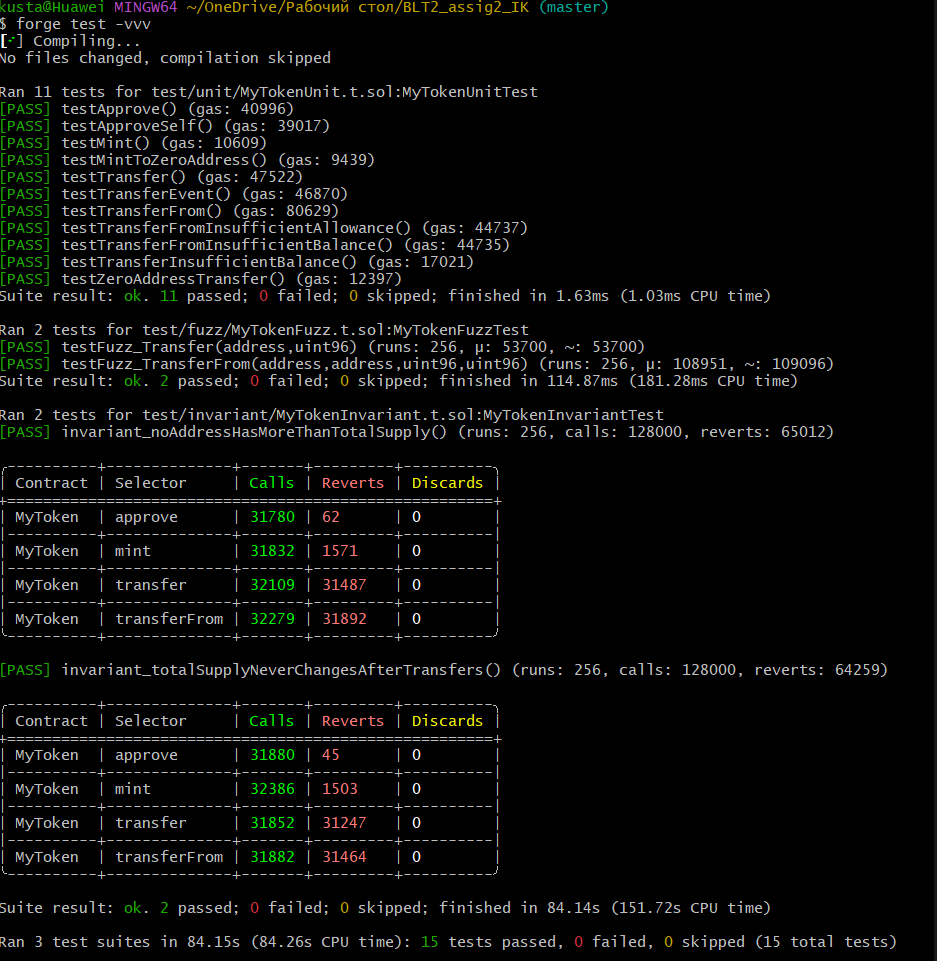 kusta@Huawei MINGW64 ~/OneDrive/Рабочий стол/BLT2_assig2_IK (master)
$ forge test -vvv
[⠊] Compiling...
No files changed, compilation skipped

Ran 11 tests for test/unit/MyTokenUnit.t.sol:MyTokenUnitTest
[PASS] testApprove() (gas: 40996)
[PASS] testApproveSelf() (gas: 39017)
[PASS] testMint() (gas: 10609)
[PASS] testMintToZeroAddress() (gas: 9439)
[PASS] testTransfer() (gas: 47522)
[PASS] testTransferEvent() (gas: 46870)
[PASS] testTransferFrom() (gas: 80629)
[PASS] testTransferFromInsufficientAllowance() (gas: 44737)
[PASS] testTransferFromInsufficientBalance() (gas: 44735)
[PASS] testTransferInsufficientBalance() (gas: 17021)
[PASS] testZeroAddressTransfer() (gas: 12397)
Suite result: ok. 11 passed; 0 failed; 0 skipped; finished in 1.63ms (1.03ms CPU time)

Ran 2 tests for test/fuzz/MyTokenFuzz.t.sol:MyTokenFuzzTest
[PASS] testFuzz_Transfer(address,uint96) (runs: 256, μ: 53700, ~: 53700)
[PASS] testFuzz_TransferFrom(address,address,uint96,uint96) (runs: 256, μ: 108951, ~: 109096)
Suite result: ok. 2 passed; 0 failed; 0 skipped; finished in 114.87ms (181.28ms CPU time)

Ran 2 tests for test/invariant/MyTokenInvariant.t.sol:MyTokenInvariantTest
[PASS] invariant_noAddressHasMoreThanTotalSupply() (runs: 256, calls: 128000, reverts: 65012)

╭----------+--------------+-------+---------+----------╮
| Contract | Selector     | Calls | Reverts | Discards |
+======================================================+
| MyToken  | approve      | 31780 | 62      | 0        |
|----------+--------------+-------+---------+----------|
| MyToken  | mint         | 31832 | 1571    | 0        |
|----------+--------------+-------+---------+----------|
| MyToken  | transfer     | 32109 | 31487   | 0        |
|----------+--------------+-------+---------+----------|
| MyToken  | transferFrom | 32279 | 31892   | 0        |
╰----------+--------------+-------+---------+----------╯

[PASS] invariant_totalSupplyNeverChangesAfterTransfers() (runs: 256, calls: 128000, reverts: 64259)

╭----------+--------------+-------+---------+----------╮
| Contract | Selector     | Calls | Reverts | Discards |
+======================================================+
| MyToken  | approve      | 31880 | 45      | 0        |
|----------+--------------+-------+---------+----------|
| MyToken  | mint         | 32386 | 1503    | 0        |
|----------+--------------+-------+---------+----------|
| MyToken  | transfer     | 31852 | 31247   | 0        |
|----------+--------------+-------+---------+----------|
| MyToken  | transferFrom | 31882 | 31464   | 0        |
╰----------+--------------+-------+---------+----------╯

Suite result: ok. 2 passed; 0 failed; 0 skipped; finished in 84.14s (151.72s CPU time)

Ran 3 test suites in 84.15s (84.26s CPU time): 15 tests passed, 0 failed, 0 skipped (15 total tests)